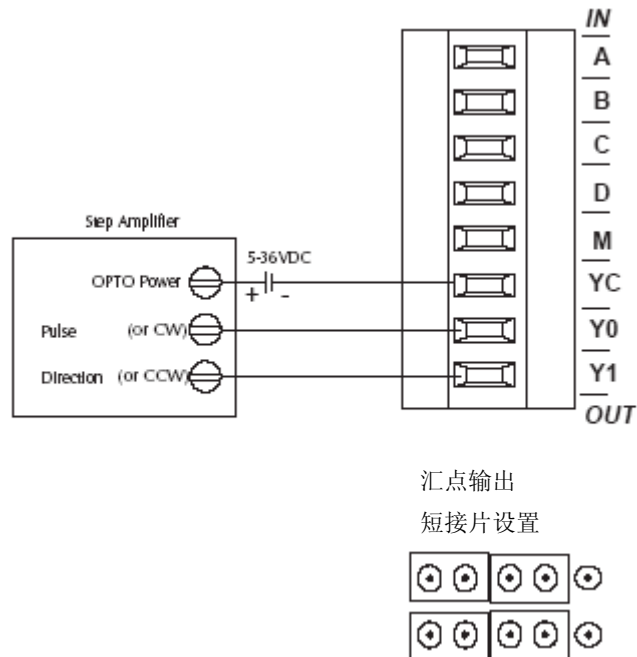 IN
A
B
C
D
M
YC
Y0
Y1
OUT
Step Amplifier
5-36VDC
OPTO Power
+ -
Pulse (or CW)
Direction (or CCW)
汇点输出
短接片设置